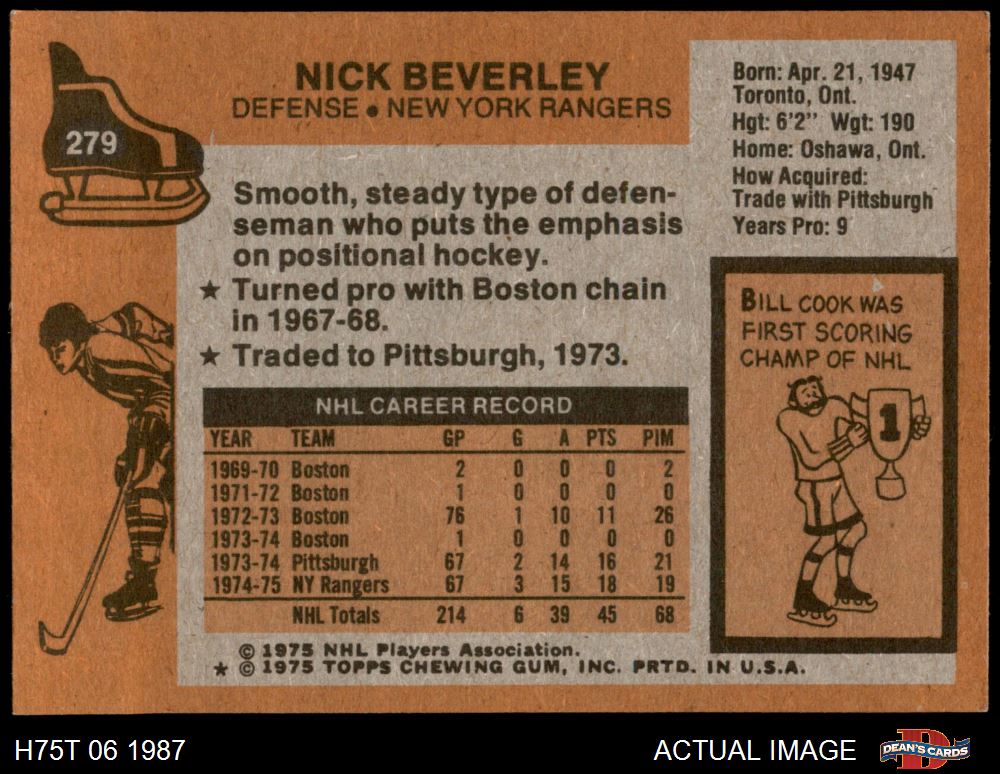 279
NICK BEVERLEY
DEFENSE ● NEW YORK RANGERS
Born: Apr. 21, 1947
Toronto, Ont.
Hgt: 6'2" Wgt: 190
Home: Oshawa, Ont.
How Acquired:
Trade with Pittsburgh
Years Pro: 9
Smooth, steady type of defen-
seman who puts the emphasis
on positional hockey.
★ Turned pro with Boston chain
in 1967-68.
★ Traded to Pittsburgh, 1973.
BILL COOK WAS
FIRST SCORING
CHAMP OF NHL
1
NHL CAREER RECORD
YEAR TEAM GP G A PTS PIM
1969-70 Boston 2 0 0 0 2
1971-72 Boston 1 0 0 0 0
1972-73 Boston 76 1 10 11 26
1973-74 Boston 1 0 0 0 0
1973-74 Pittsburgh 67 2 14 16 21
1974-75 NY Rangers 67 3 15 18 19
NHL Totals 214 6 39 45 68
© 1975 NHL Players Association.
★ © 1975 TOPPS CHEWING GUM, INC. PRTD. IN U.S.A.
H75T 06 1987
ACTUAL IMAGE
DEAN'S CARDS